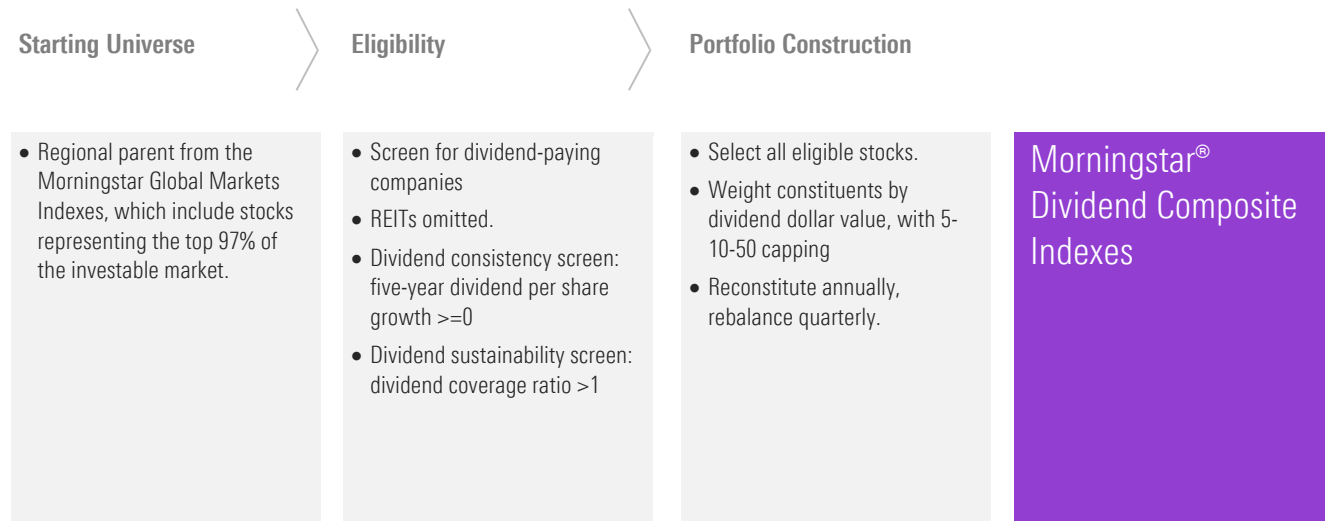 Starting Universe
Eligibility
Portfolio Construction
• Regional parent from the
Morningstar Global Markets
Indexes, which include stocks
representing the top 97% of
the investable market.
• Screen for dividend-paying
companies
• REITs omitted.
• Dividend consistency screen:
five-year dividend per share
growth >=0
• Dividend sustainability screen:
dividend coverage ratio >1
• Select all eligible stocks.
• Weight constituents by
dividend dollar value, with 5-
10-50 capping
• Reconstitute annually,
rebalance quarterly.
Morningstar®
Dividend Composite
Indexes